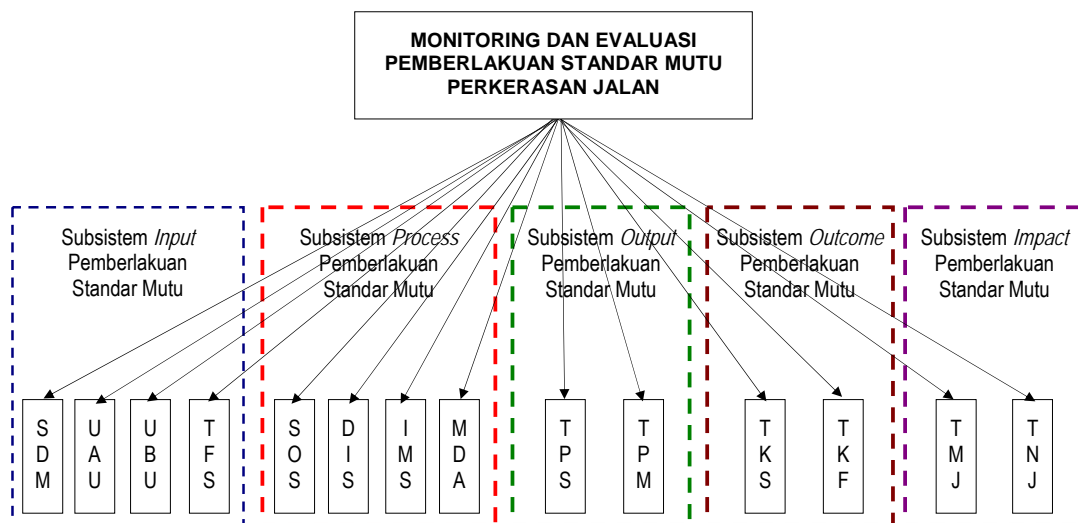 MONITORING DAN EVALUASI
PEMBERLAKUAN STANDAR MUTU
PERKERASAN JALAN
Subsistem Input
Pemberlakuan
Standar Mutu
Subsistem Process
Pemberlakuan
Standar Mutu
Subsistem Output
Pemberlakuan
Standar Mutu
Subsistem Outcome
Pemberlakuan
Standar Mutu
Subsistem Impact
Pemberlakuan
Standar Mutu
SDM
UAU
UBU
TFS
SOS
DIS
IMS
MDA
TPS
TPM
TKS
TKF
TMJ
TNJ